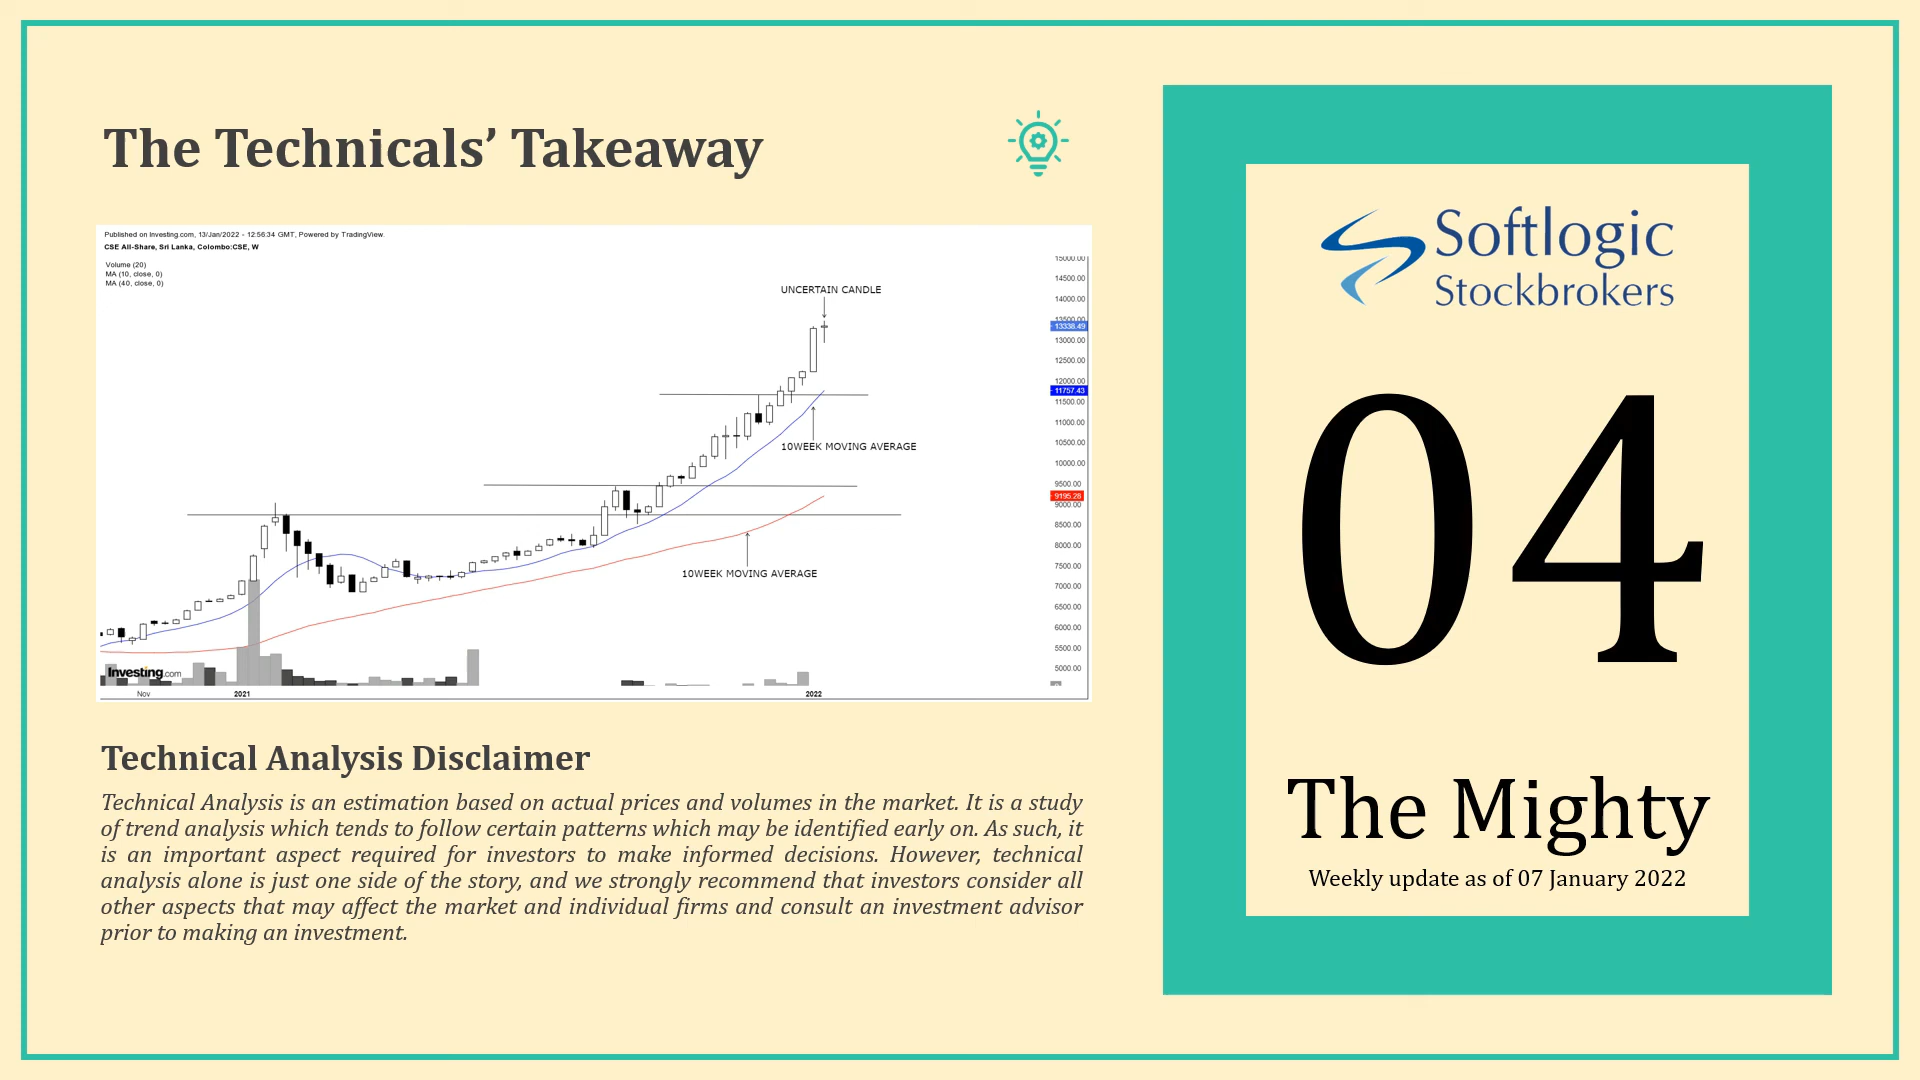 The Technicals’ Takeaway
Published on Investing.com, 13/Jan/2022 - 12:56:34 GMT, Powered by TradingView.
CSE All-Share, Sri Lanka, Colombo:CSE, W
Volume (20)
MA (10, close, 0)
MA (40, close, 0)
UNCERTAIN CANDLE
10WEEK MOVING AVERAGE
10WEEK MOVING AVERAGE
15000.00
14500.00
14000.00
13500.00
13338.49
13000.00
12500.00
12000.00
11757.43
11500.00
11000.00
10500.00
10000.00
9500.00
9195.28
9000.00
8500.00
8000.00
7500.00
7000.00
6500.00
6000.00
5500.00
5000.00
Investing.com
Nov 2021 2022
Technical Analysis Disclaimer
Technical Analysis is an estimation based on actual prices and volumes in the market. It is a study
of trend analysis which tends to follow certain patterns which may be identified early on. As such, it
is an important aspect required for investors to make informed decisions. However, technical
analysis alone is just one side of the story, and we strongly recommend that investors consider all
other aspects that may affect the market and individual firms and consult an investment advisor
prior to making an investment.
Softlogic
Stockbrokers
04
The Mighty
Weekly update as of 07 January 2022